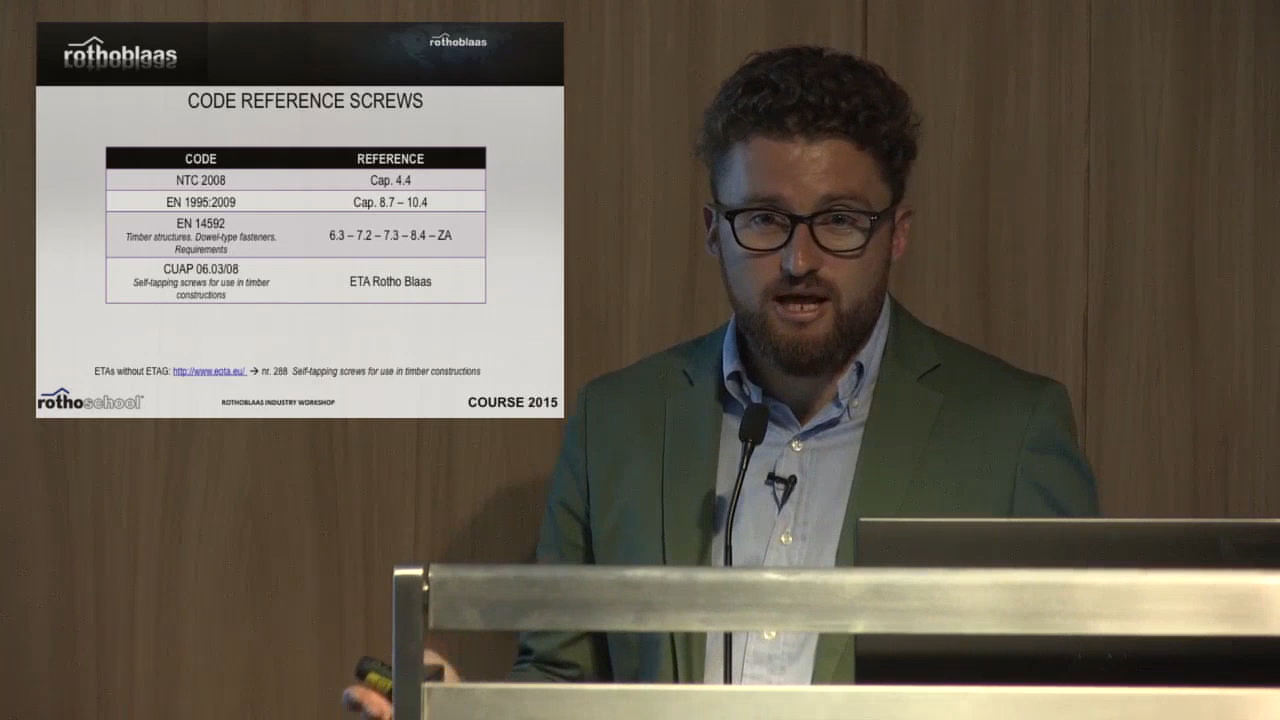 rothoblaas
rothoblaas
CODE REFERENCE SCREWS
CODE REFERENCE
NTC 2008 Cap. 4.4
EN 1995:2009 Cap. 8.7 – 10.4
EN 14592
Timber structures. Dowel-type fasteners.
Requirements
6.3 – 7.2 – 7.3 – 8.4 – ZA
CUAP 06.03/08
Self-tapping screws for use in timber
constructions
ETA Rotho Blaas
ETAs without ETAG: http://www.eota.eu/ → nr. 288 Self-tapping screws for use in timber constructions
rothoschool
ROTHOBLAAS INDUSTRY WORKSHOP
COURSE 2015